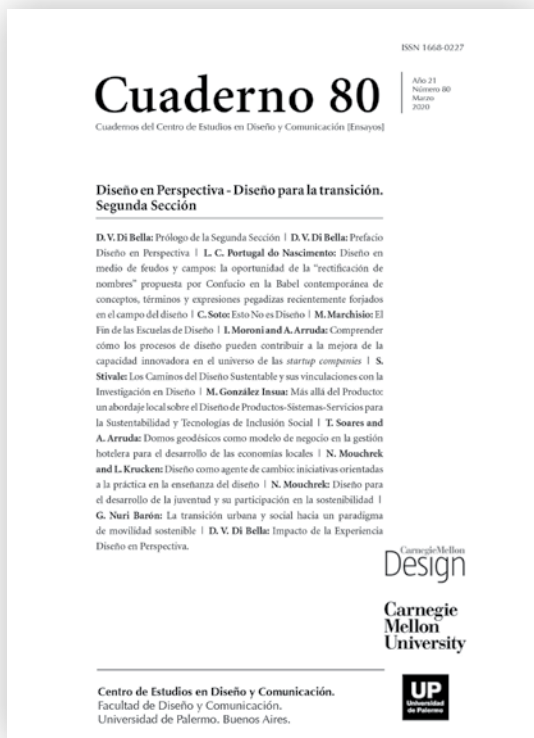 ISSN 1668-0227
Cuaderno 80
Año 21
Número 80
Marzo
2020
Cuadernos del Centro de Estudios en Diseño y Comunicación [Ensayos]
Diseño en Perspectiva - Diseño para la transición.
Segunda Sección
D. V. Di Bella: Prólogo de la Segunda Sección | D. V. Di Bella: Prefacio
Diseño en Perspectiva | L. C. Portugal do Nascimento: Diseño en
medio de feudos y campos: la oportunidad de la "rectificación de
nombres" propuesta por Confucio en la Babel contemporánea de
conceptos, términos y expresiones pegadizas recientemente forjados
en el campo del diseño | C. Soto: Esto No es Diseño | M. Marchisio: El
Fin de las Escuelas de Diseño | I. Moroni and A. Arruda: Comprender
cómo los procesos de diseño pueden contribuir a la mejora de la
capacidad innovadora en el universo de las startup companies | S.
Stivale: Los Caminos del Diseño Sustentable y sus vinculaciones con la
Investigación en Diseño | M. González Insua: Más allá del Producto:
un abordaje local sobre el Diseño de Productos-Sistemas-Servicios para
la Sustentabilidad y Tecnologías de Inclusión Social | T. Soares and
A. Arruda: Domos geodésicos como modelo de negocio en la gestión
hotelera para el desarrollo de las economías locales | N. Mouchrek
and L. Krucken: Diseño como agente de cambio: iniciativas orientadas
a la práctica en la enseñanza del diseño | N. Mouchrek: Diseño para
el desarrollo de la juventud y su participación en la sostenibilidad |
G. Nuri Barón: La transición urbana y social hacia un paradigma
de movilidad sostenible | D. V. Di Bella: Impacto de la Experiencia
Diseño en Perspectiva.
CarnegieMellon
Design
Carnegie
Mellon
University
Centro de Estudios en Diseño y Comunicación.
Facultad de Diseño y Comunicación.
Universidad de Palermo. Buenos Aires.
UP
Universidad
de Palermo